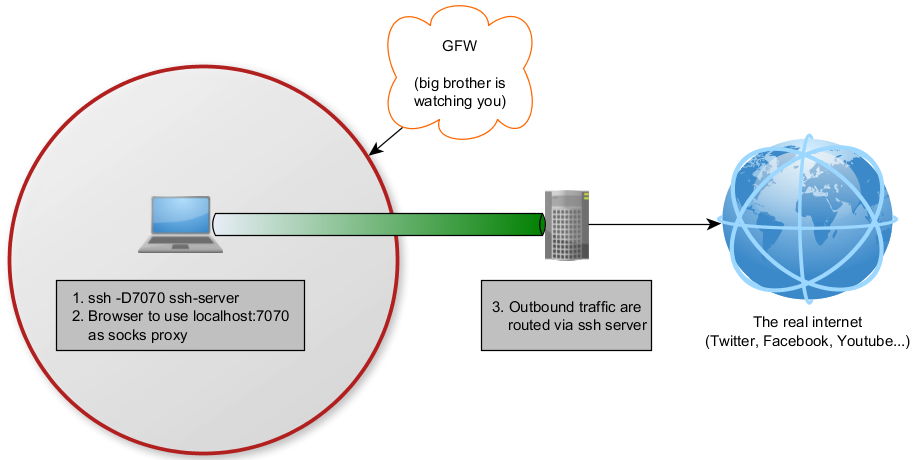 GFW
(big brother is
watching you)
1. ssh -D7070 ssh-server
2. Browser to use localhost:7070
as socks proxy
3. Outbound traffic are
routed via ssh server
The real internet
(Twitter, Facebook, Youtube...)